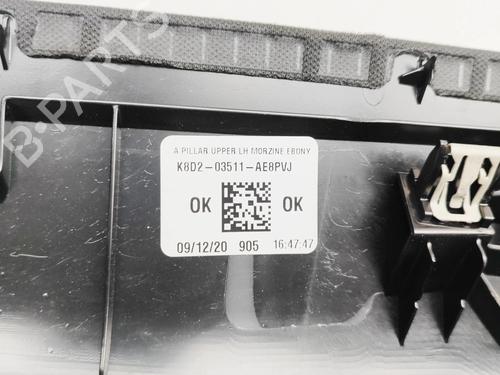 A PILLAR UPPER LH MORZINE EBONY
K8D2-03511-AE8PVJ
OK OK
09/12/20 905 16:47:47
B-PARTS